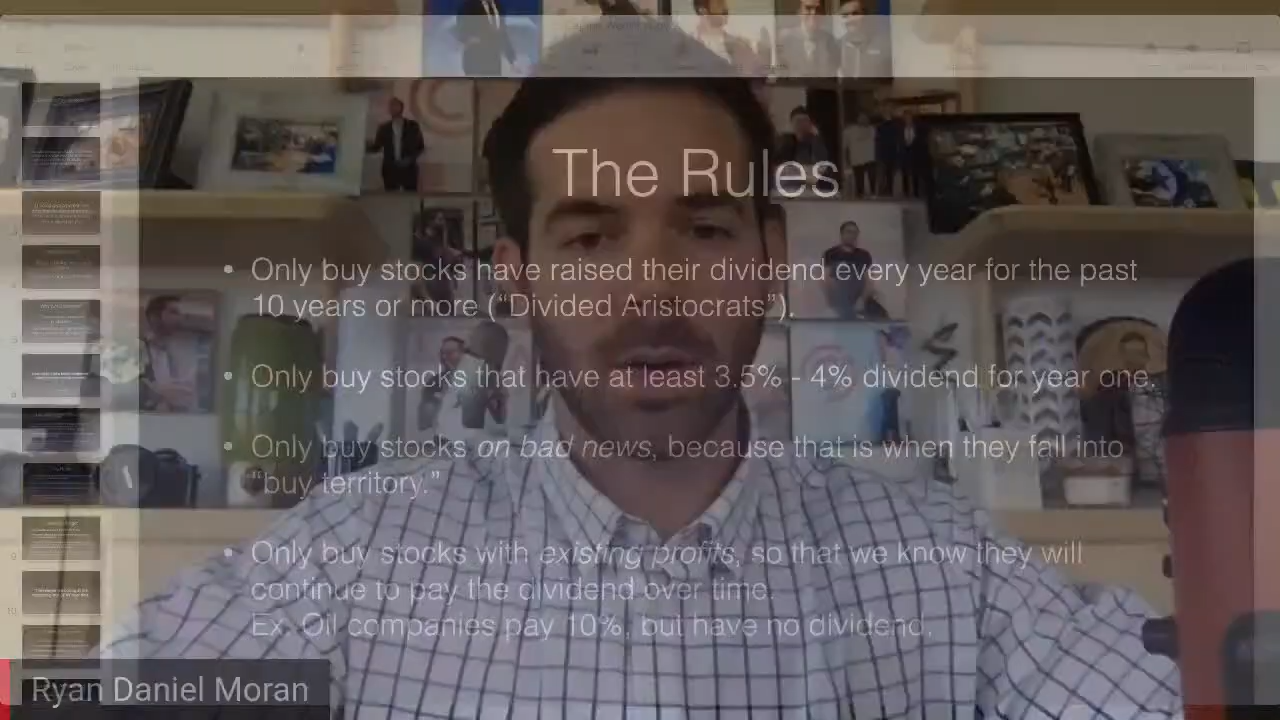 The Rules
• Only buy stocks have raised their dividend every year for the past
10 years or more (“Divided Aristocrats”).
• Only buy stocks that have at least 3.5% - 4% dividend for year one.
• Only buy stocks on bad news, because that is when they fall into
“buy territory.”
• Only buy stocks with existing profits, so that we know they will
continue to pay the dividend over time.
Ex: Oil companies pay 10%, but have no dividend.
Ryan Daniel Moran